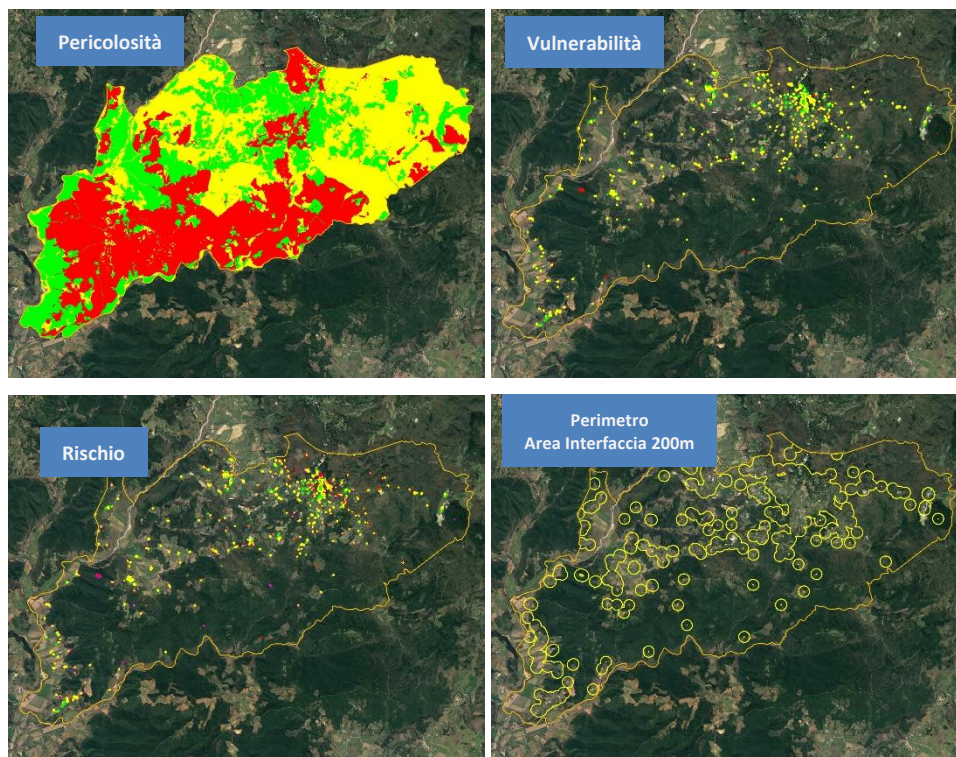 Pericolosità
Vulnerabilità
Rischio
Perimetro
Area Interfaccia 200m